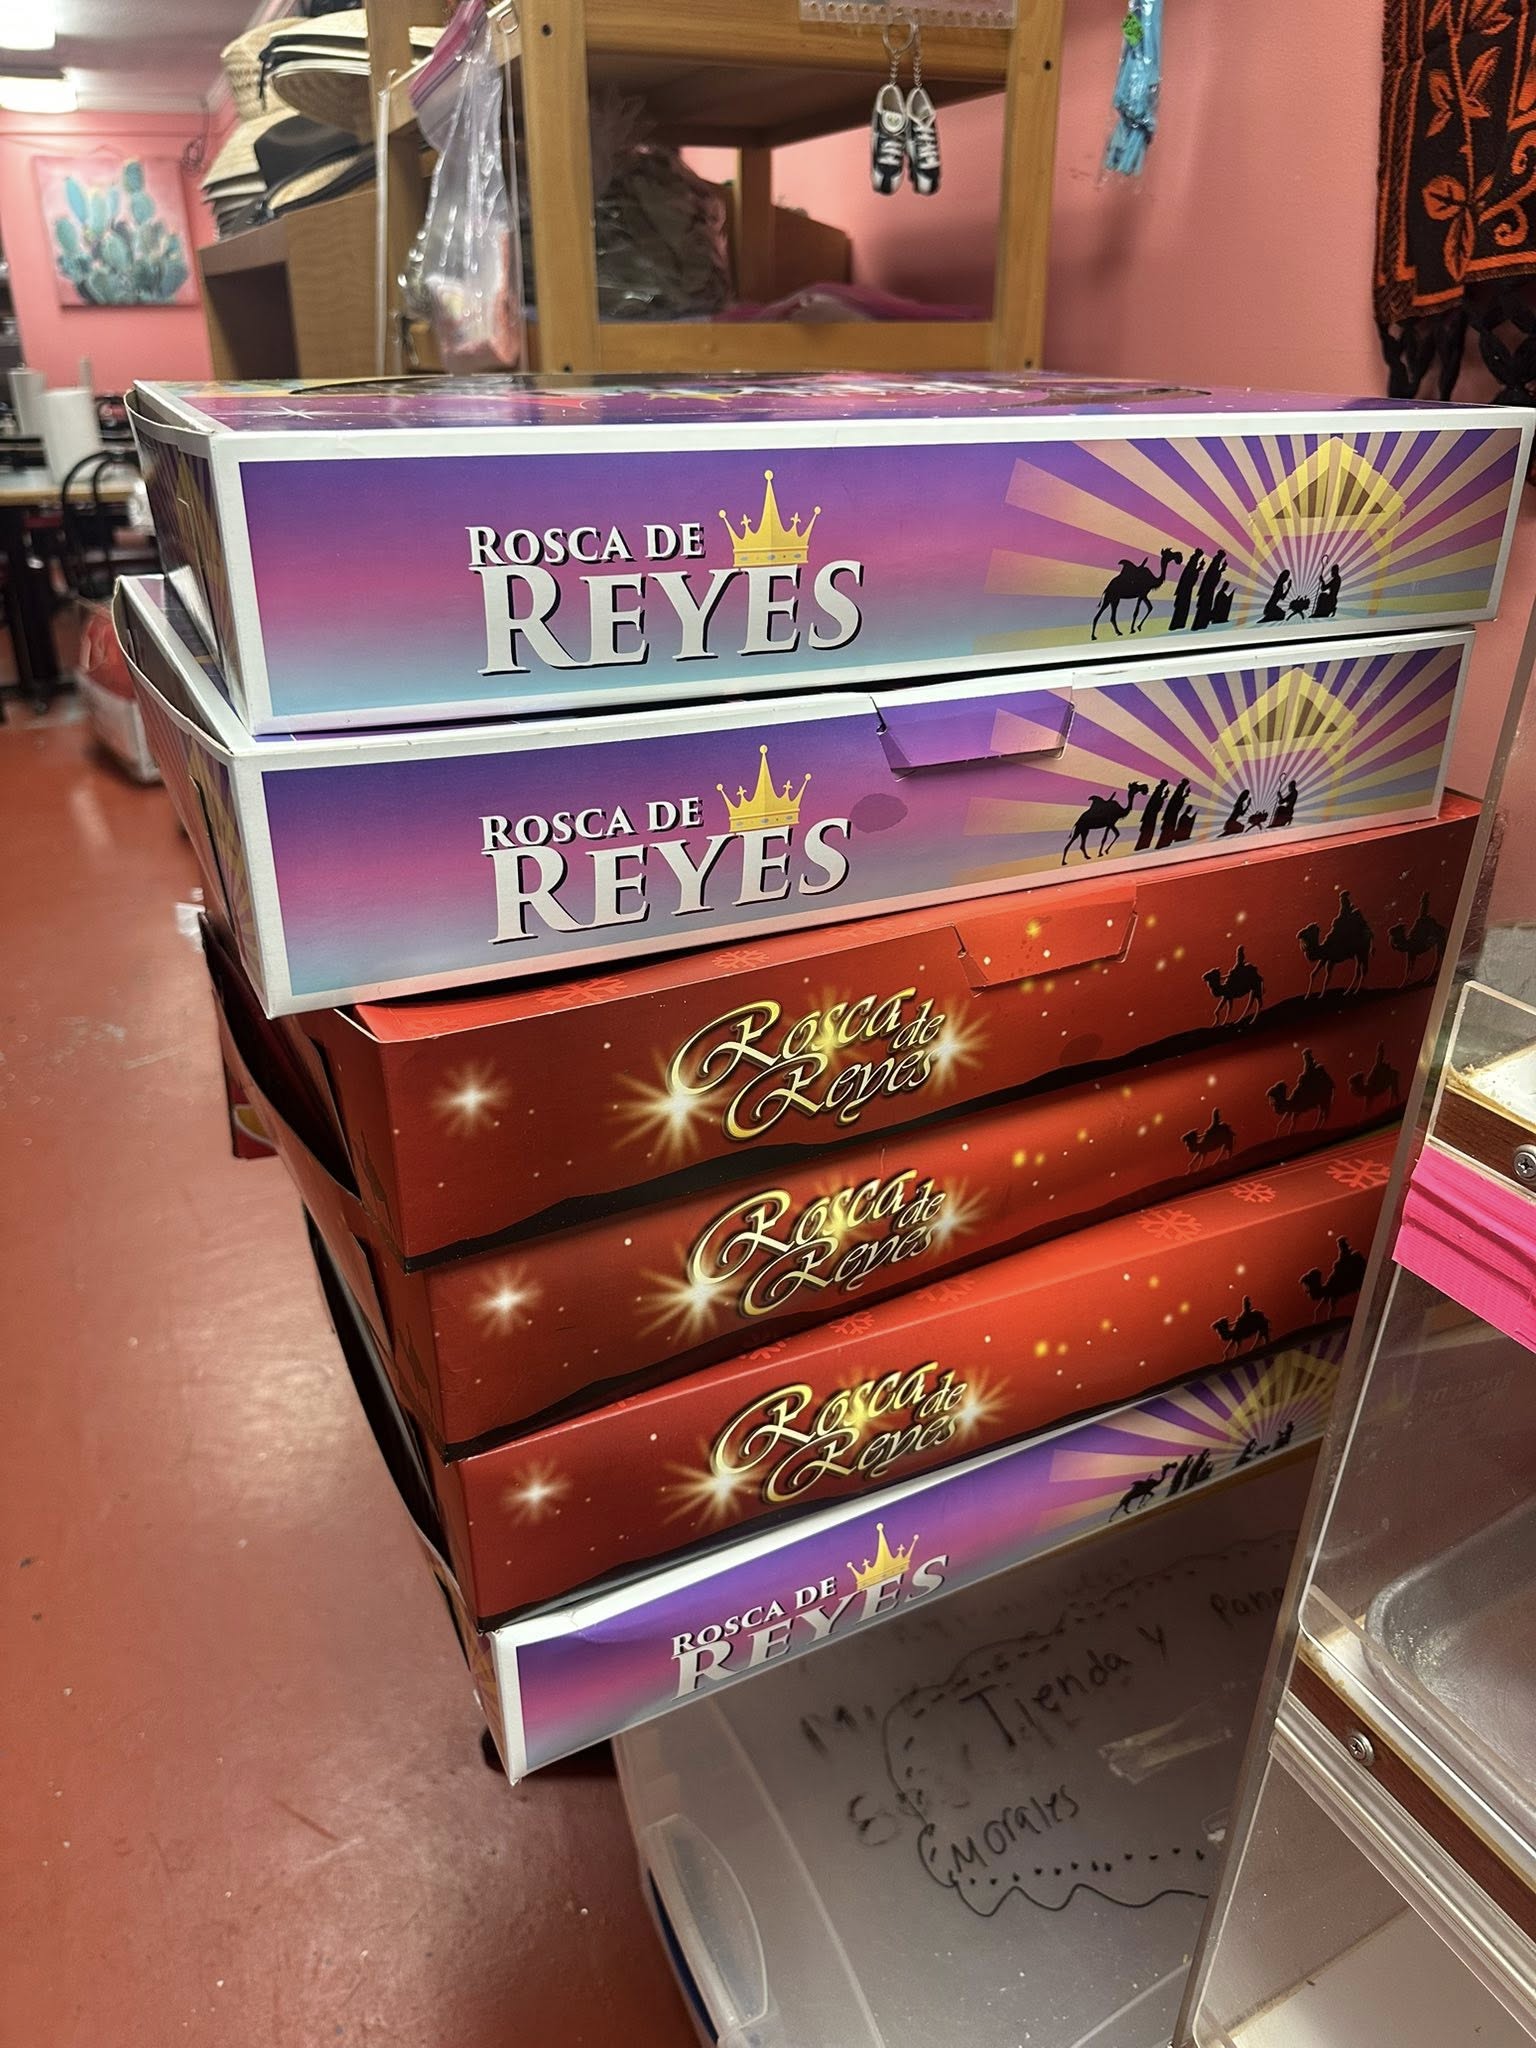 ROSCA DE
REYES
ROSCA DE
REYES
Rosca de
Reyes
Rosca de
Reyes
Rosca de
Reyes
ROSCA DE
REYES
Tienda Y
Morales